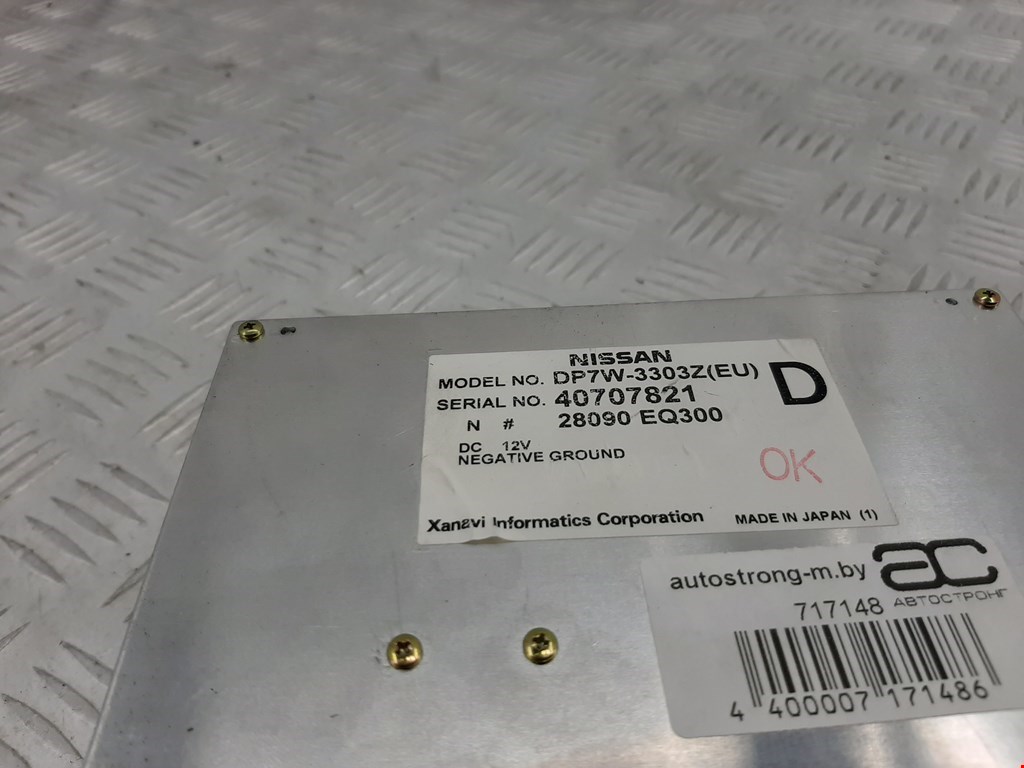 NISSAN
MODEL NO. DP7W-3303Z(EU)
D
SERIAL NO. 40707821
N # 28090 EQ300
DC 12V
NEGATIVE GROUND
OK
Xanavi Informatics Corporation
MADE IN JAPAN (1)
autostrong-m.by
ac
717148 АВТОСТРОНГ
4 400007 171486